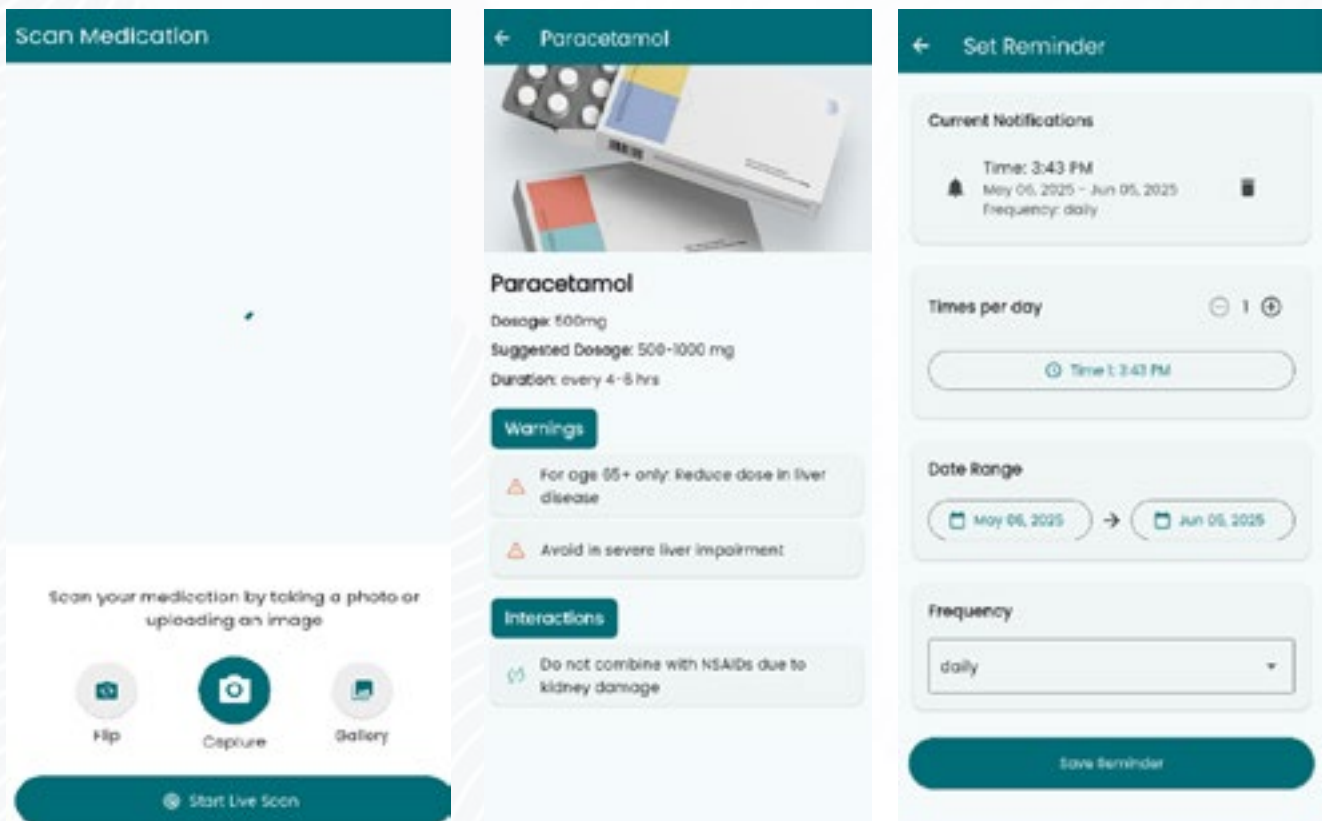 Scan Medication
Scan your medication by taking a photo or
uploading an image
Flip
Capture
Gallery
Start Live Scan
Paracetamol
Paracetamol
Dosage: 500mg
Suggested Dosage: 500-1000 mg
Duration: every 4-6 hrs
Warnings
For age 65+ only: Reduce dose in liver
disease
Avoid in severe liver impairment
Interactions
Do not combine with NSAIDs due to
kidney damage
Set Reminder
Current Notifications
Time: 3:43 PM
May 06, 2025 - Jun 05, 2025
Frequency: daily
Times per day
1
Time 1: 3:43 PM
Date Range
May 06, 2025 → Jun 05, 2025
Frequency
daily
Save Reminder